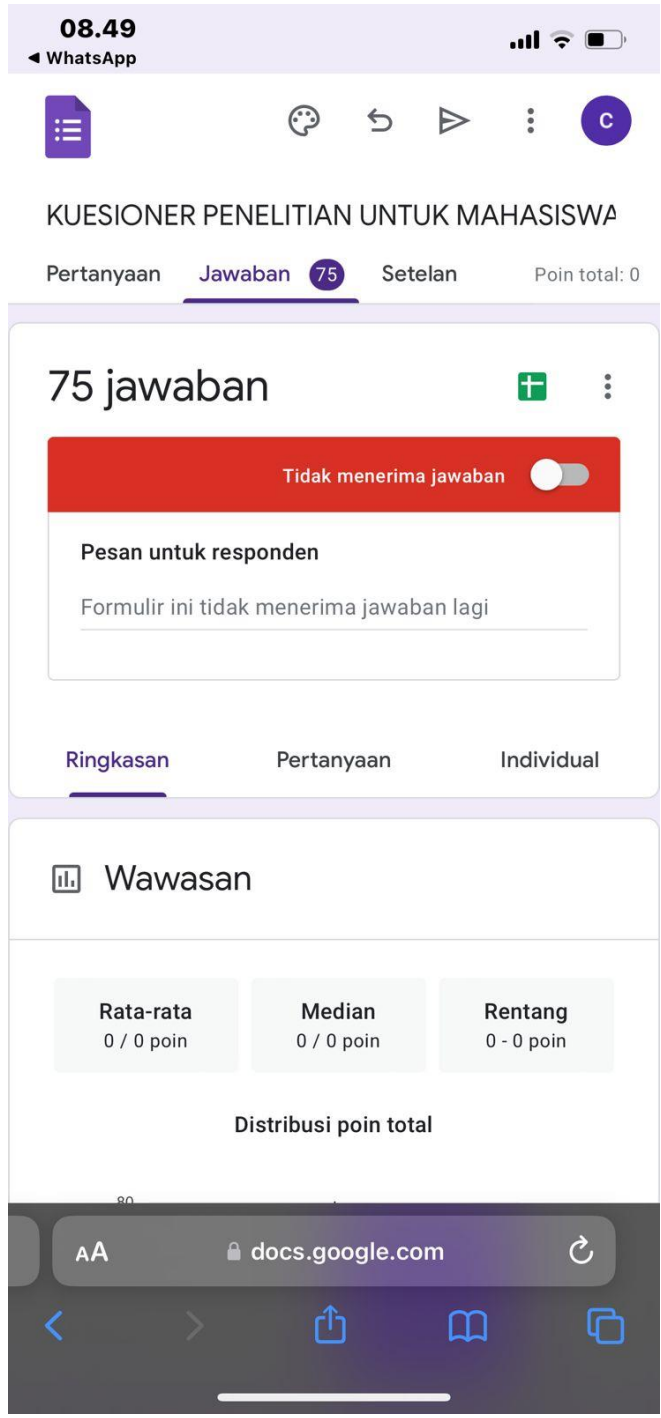 08.49
◀ WhatsApp
C
KUESIONER PENELITIAN UNTUK MAHASISWA
Pertanyaan Jawaban 75 Setelan Poin total: 0
75 jawaban
Tidak menerima jawaban
Pesan untuk responden
Formulir ini tidak menerima jawaban lagi
Ringkasan Pertanyaan Individual
Wawasan
Rata-rata Median Rentang
0 / 0 poin 0 / 0 poin 0 - 0 poin
Distribusi poin total
80
AA docs.google.com